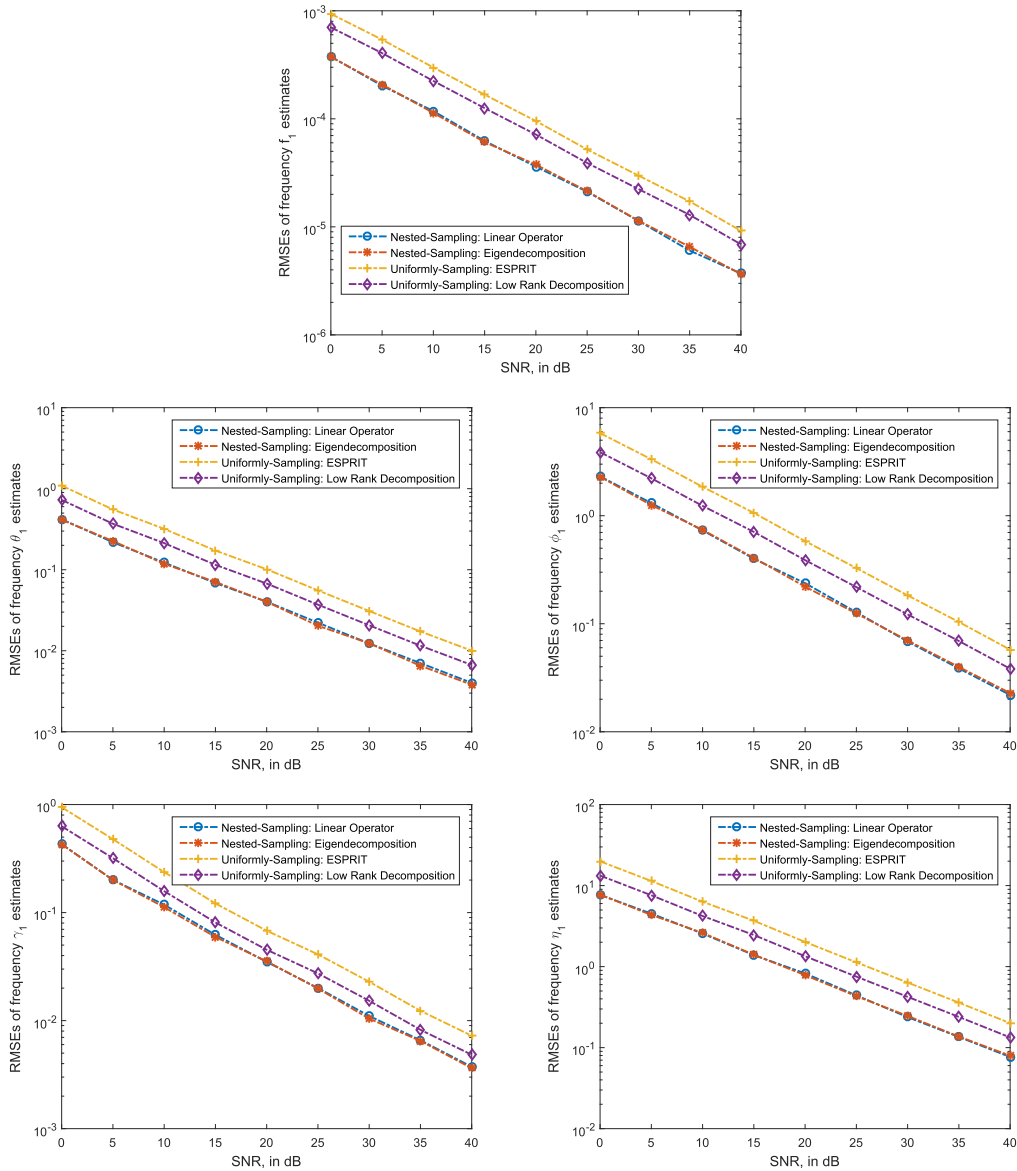 10^-3
10^-4
10^-5
10^-6
RMSEs of frequency f_1 estimates
Nested-Sampling: Linear Operator
Nested-Sampling: Eigendecomposition
Uniformly-Sampling: ESPRIT
Uniformly-Sampling: Low Rank Decomposition
0 5 10 15 20 25 30 35 40
SNR, in dB
10^1
10^0
10^-1
10^-2
10^-3
RMSEs of frequency θ_1 estimates
Nested-Sampling: Linear Operator
Nested-Sampling: Eigendecomposition
Uniformly-Sampling: ESPRIT
Uniformly-Sampling: Low Rank Decomposition
0 5 10 15 20 25 30 35 40
SNR, in dB
10^2
10^1
10^0
10^-1
10^-2
RMSEs of frequency ϕ_1 estimates
Nested-Sampling: Linear Operator
Nested-Sampling: Eigendecomposition
Uniformly-Sampling: ESPRIT
Uniformly-Sampling: Low Rank Decomposition
0 5 10 15 20 25 30 35 40
SNR, in dB
10^0
10^-1
10^-2
10^-3
RMSEs of frequency γ_1 estimates
Nested-Sampling: Linear Operator
Nested-Sampling: Eigendecomposition
Uniformly-Sampling: ESPRIT
Uniformly-Sampling: Low Rank Decomposition
0 5 10 15 20 25 30 35 40
SNR, in dB
10^2
10^1
10^0
10^-1
10^-2
RMSEs of frequency η_1 estimates
Nested-Sampling: Linear Operator
Nested-Sampling: Eigendecomposition
Uniformly-Sampling: ESPRIT
Uniformly-Sampling: Low Rank Decomposition
0 5 10 15 20 25 30 35 40
SNR, in dB